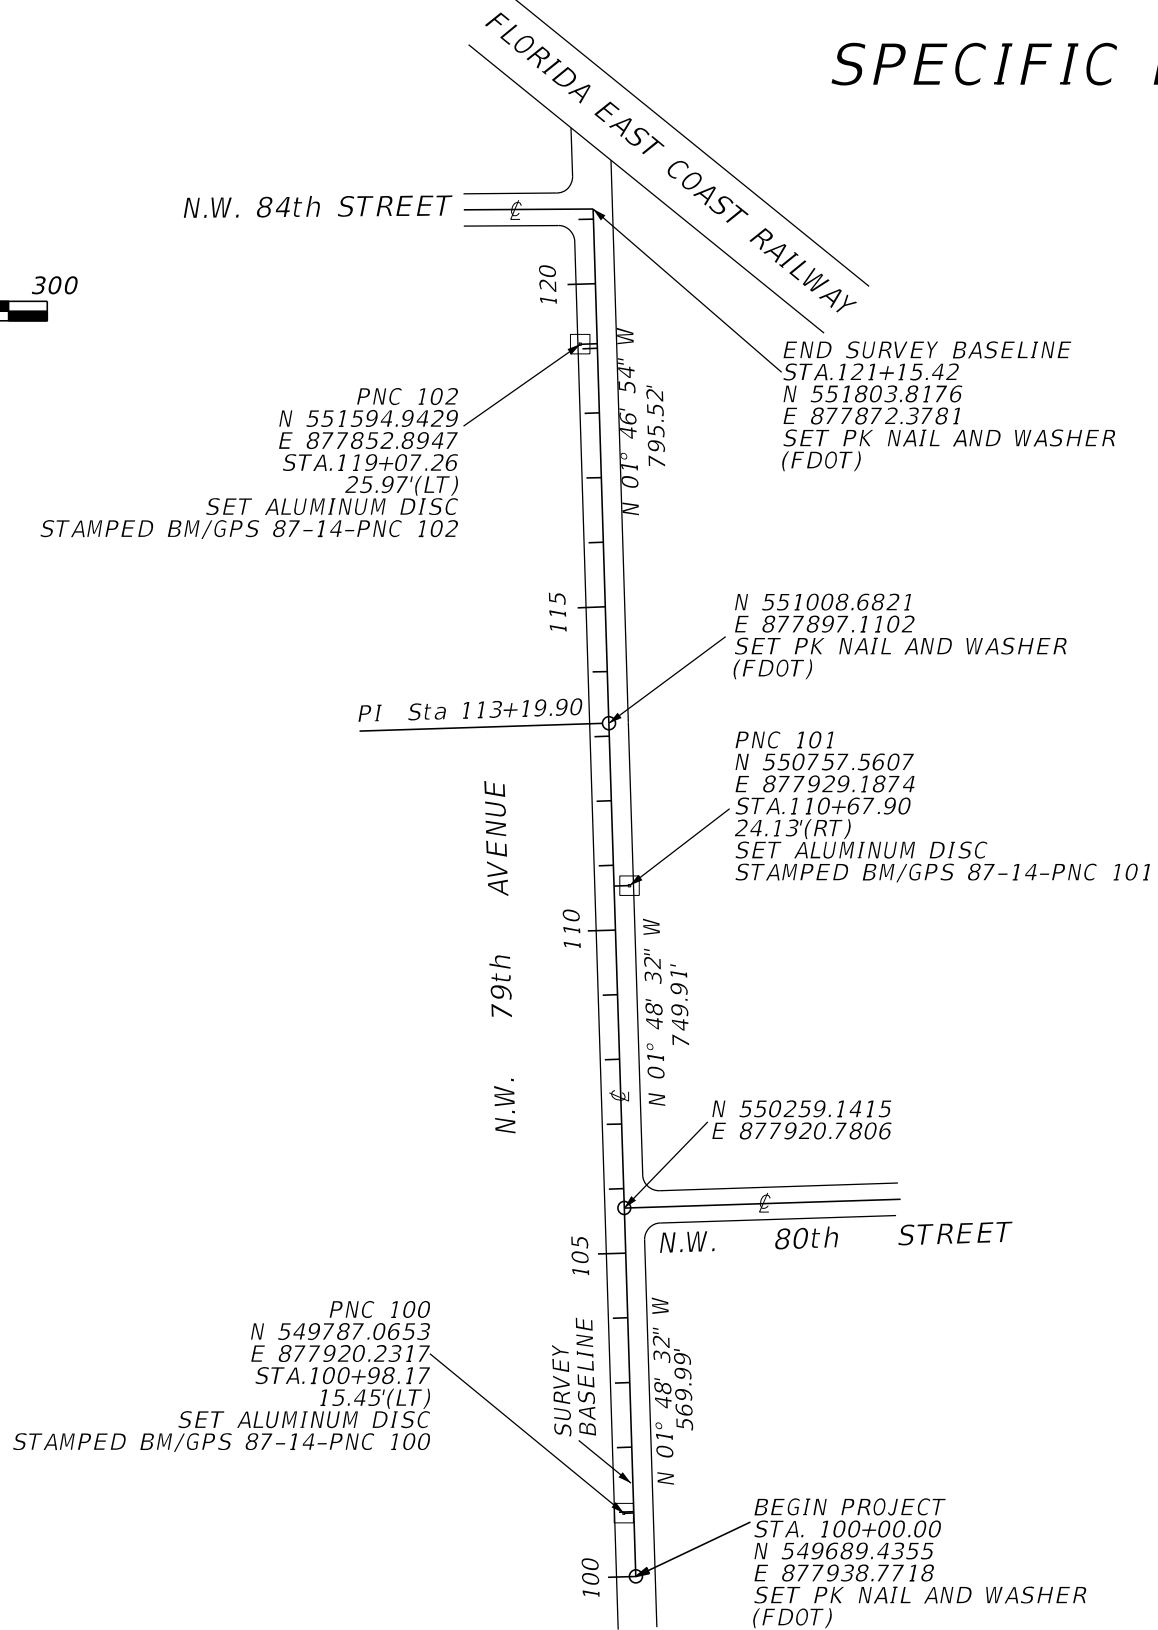 SPECIFIC
FLORIDA EAST COAST RAILWAY
N.W. 84th STREET
℄
300
120
END SURVEY BASELINE
STA.121+15.42
N 551803.8176
E 877872.3781
SET PK NAIL AND WASHER
(FDOT)
PNC 102
N 551594.9429
E 877852.8947
STA.119+07.26
25.97'(LT)
SET ALUMINUM DISC
STAMPED BM/GPS 87-14-PNC 102
N 01° 46' 54" W
795.52'
115
N 551008.6821
E 877897.1102
SET PK NAIL AND WASHER
(FDOT)
PI Sta 113+19.90
PNC 101
N 550757.5607
E 877929.1874
STA.110+67.90
24.13'(RT)
SET ALUMINUM DISC
STAMPED BM/GPS 87-14-PNC 101
N.W. 79th AVENUE
110
N 01° 48' 32" W
749.91'
℄
N 550259.1415
E 877920.7806
℄
N.W. 80th STREET
105
PNC 100
N 549787.0653
E 877920.2317
STA.100+98.17
15.45'(LT)
SET ALUMINUM DISC
STAMPED BM/GPS 87-14-PNC 100
SURVEY
BASELINE
N 01° 48' 32" W
569.99'
BEGIN PROJECT
STA. 100+00.00
N 549689.4355
E 877938.7718
SET PK NAIL AND WASHER
(FDOT)
100